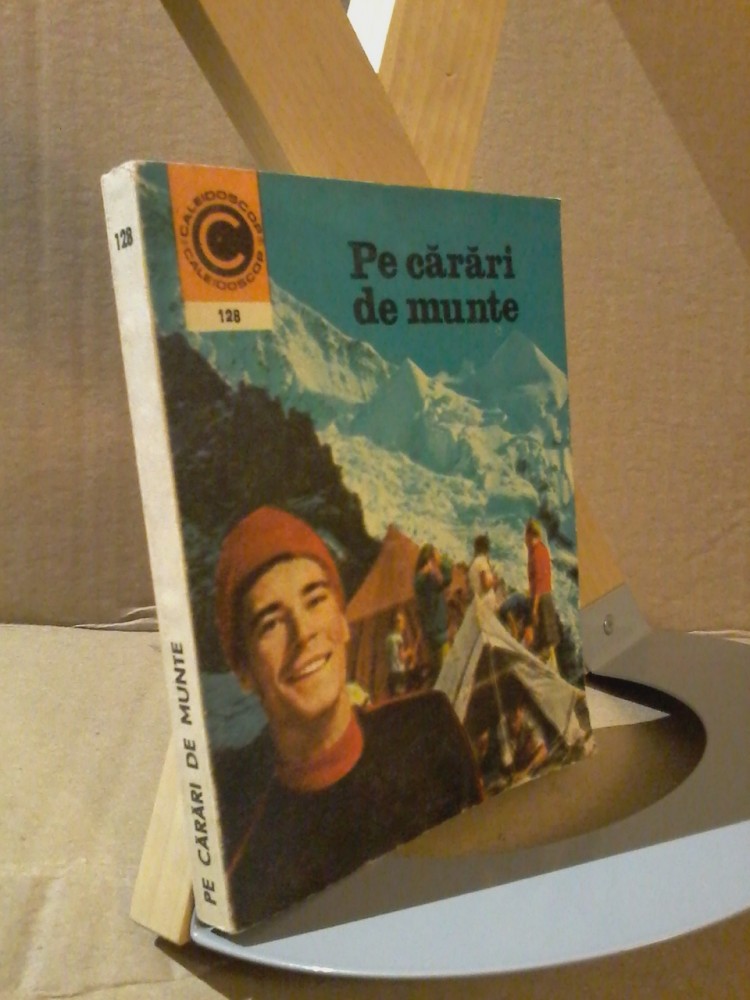 128
PE CĂRĂRI DE MUNTE
CALEIDOSCOP
CALEIDOSCOP
C
128
Pe cărări
de munte